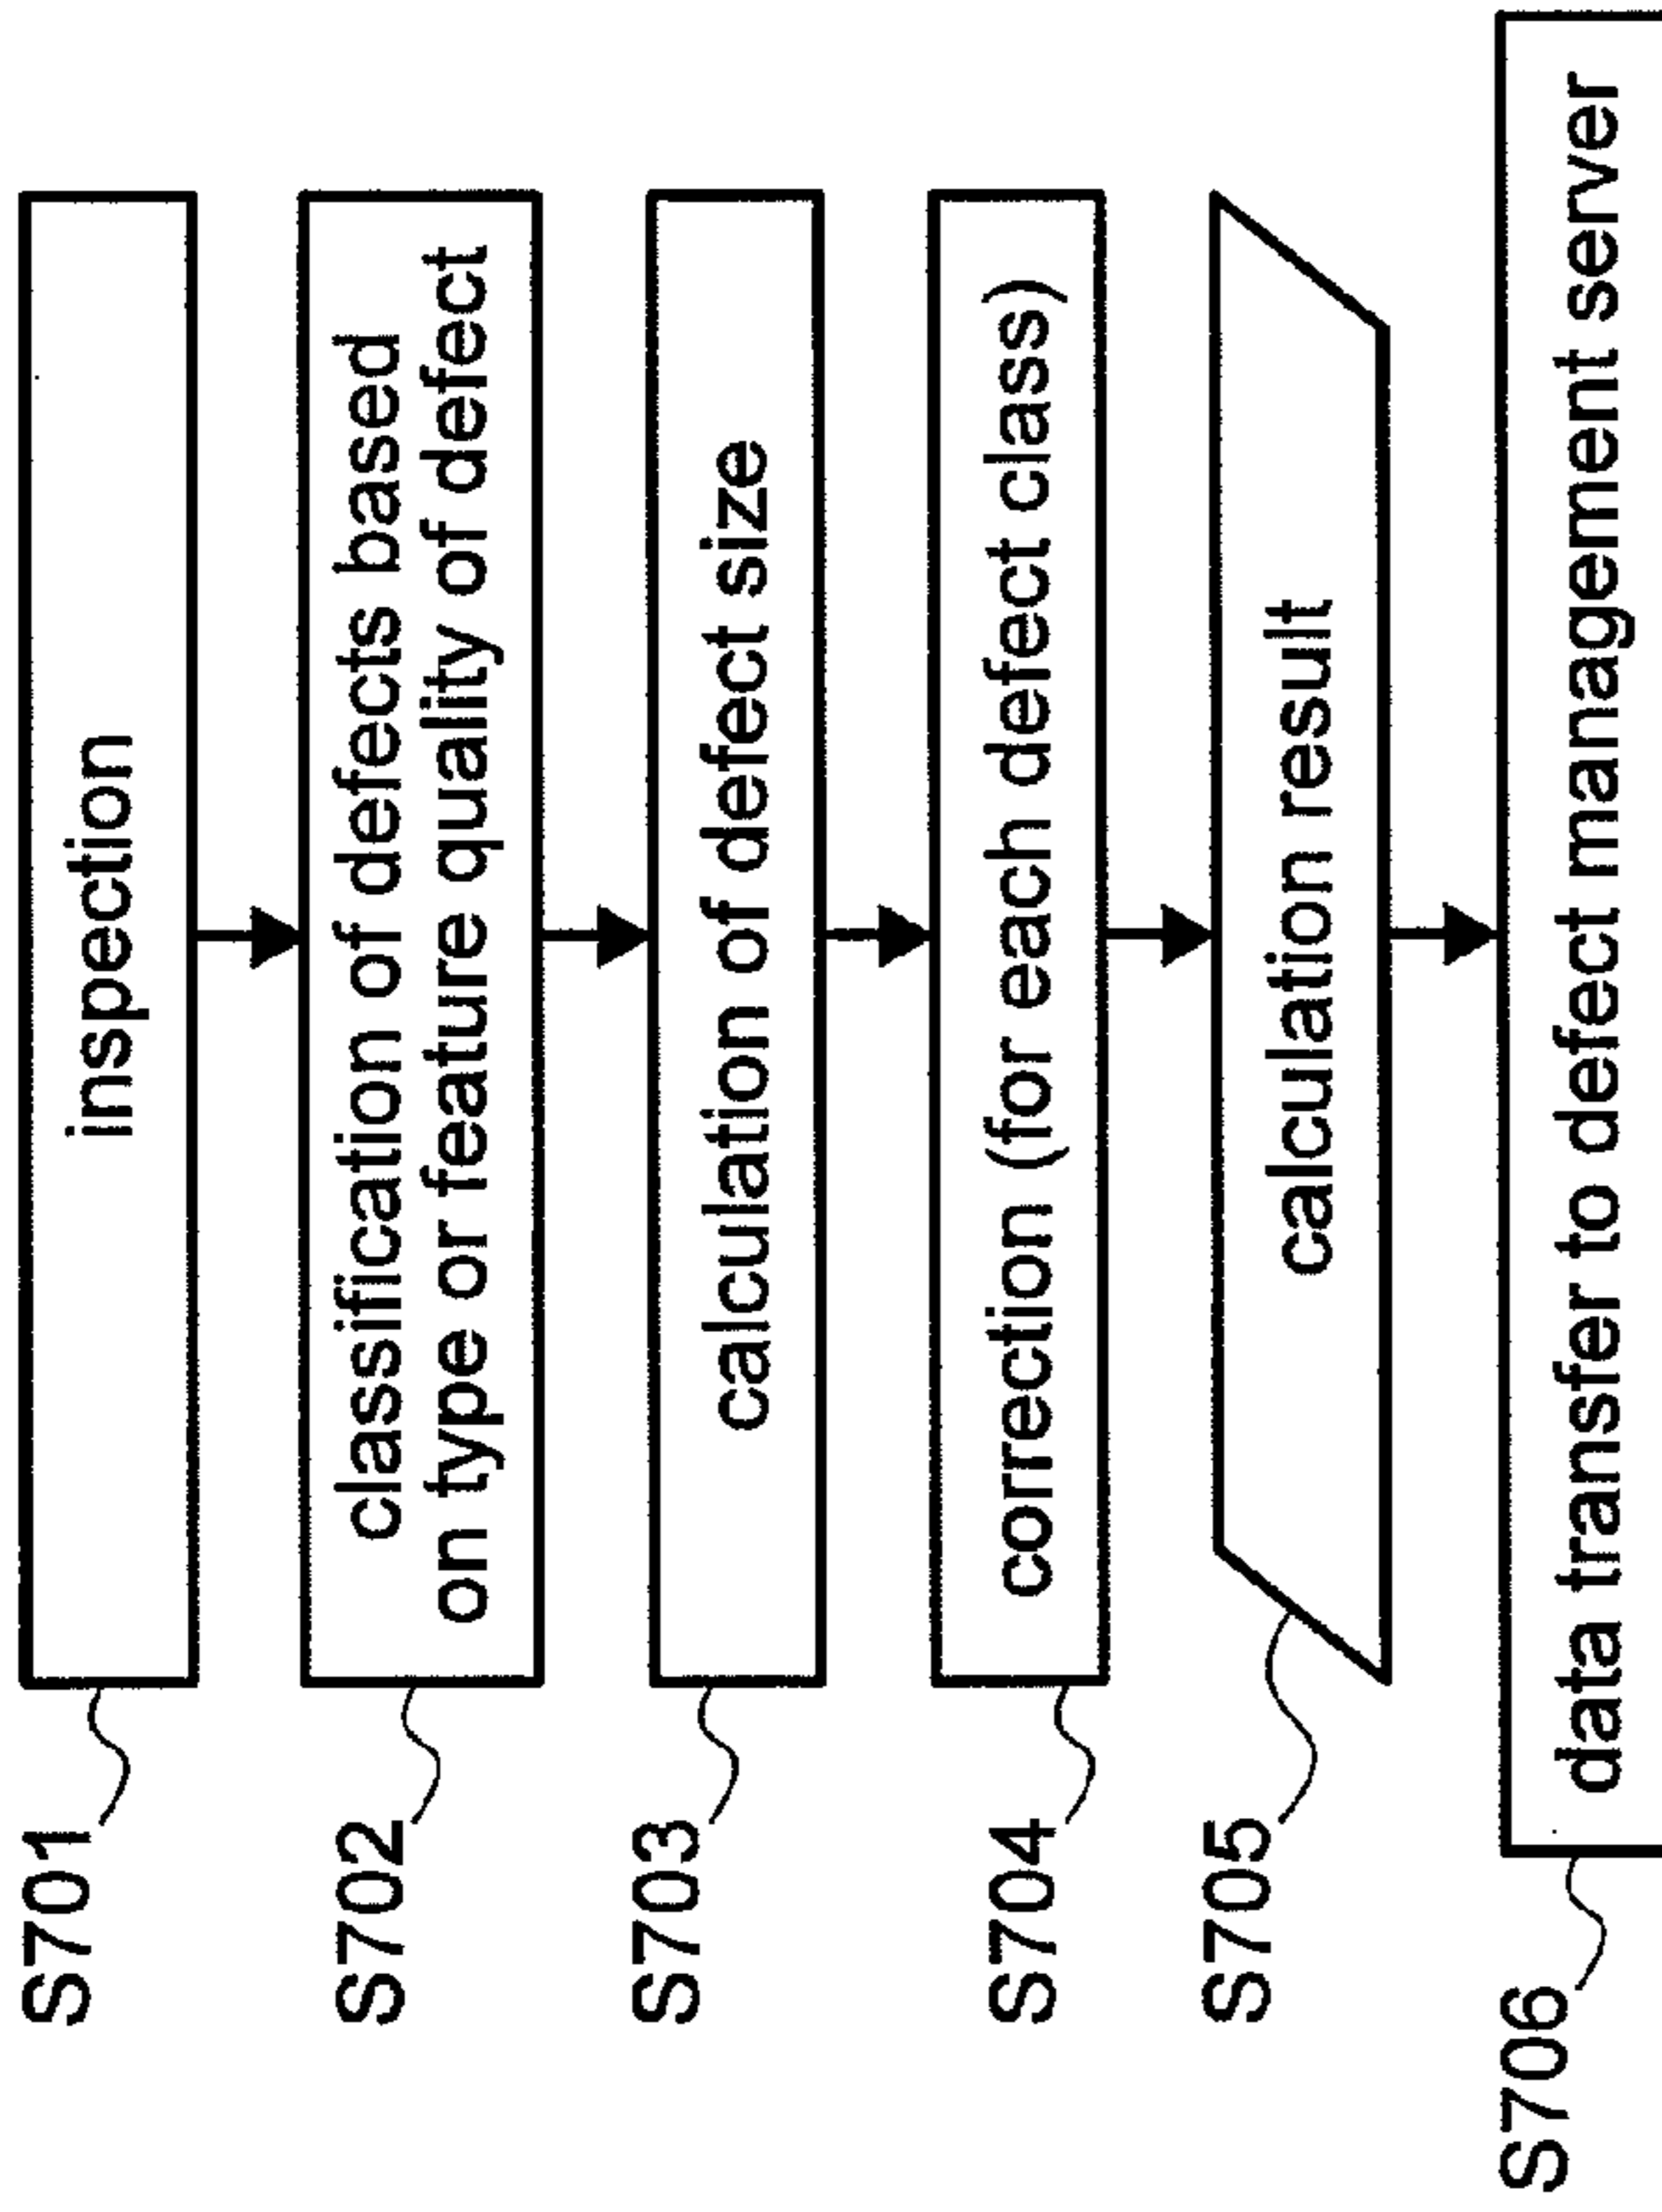 S701
inspection
S702
classification of defects based
on type or feature quality of defect
S703
calculation of defect size
S704
correction (for each defect class)
S705
calculation result
S706
data transfer to defect management server